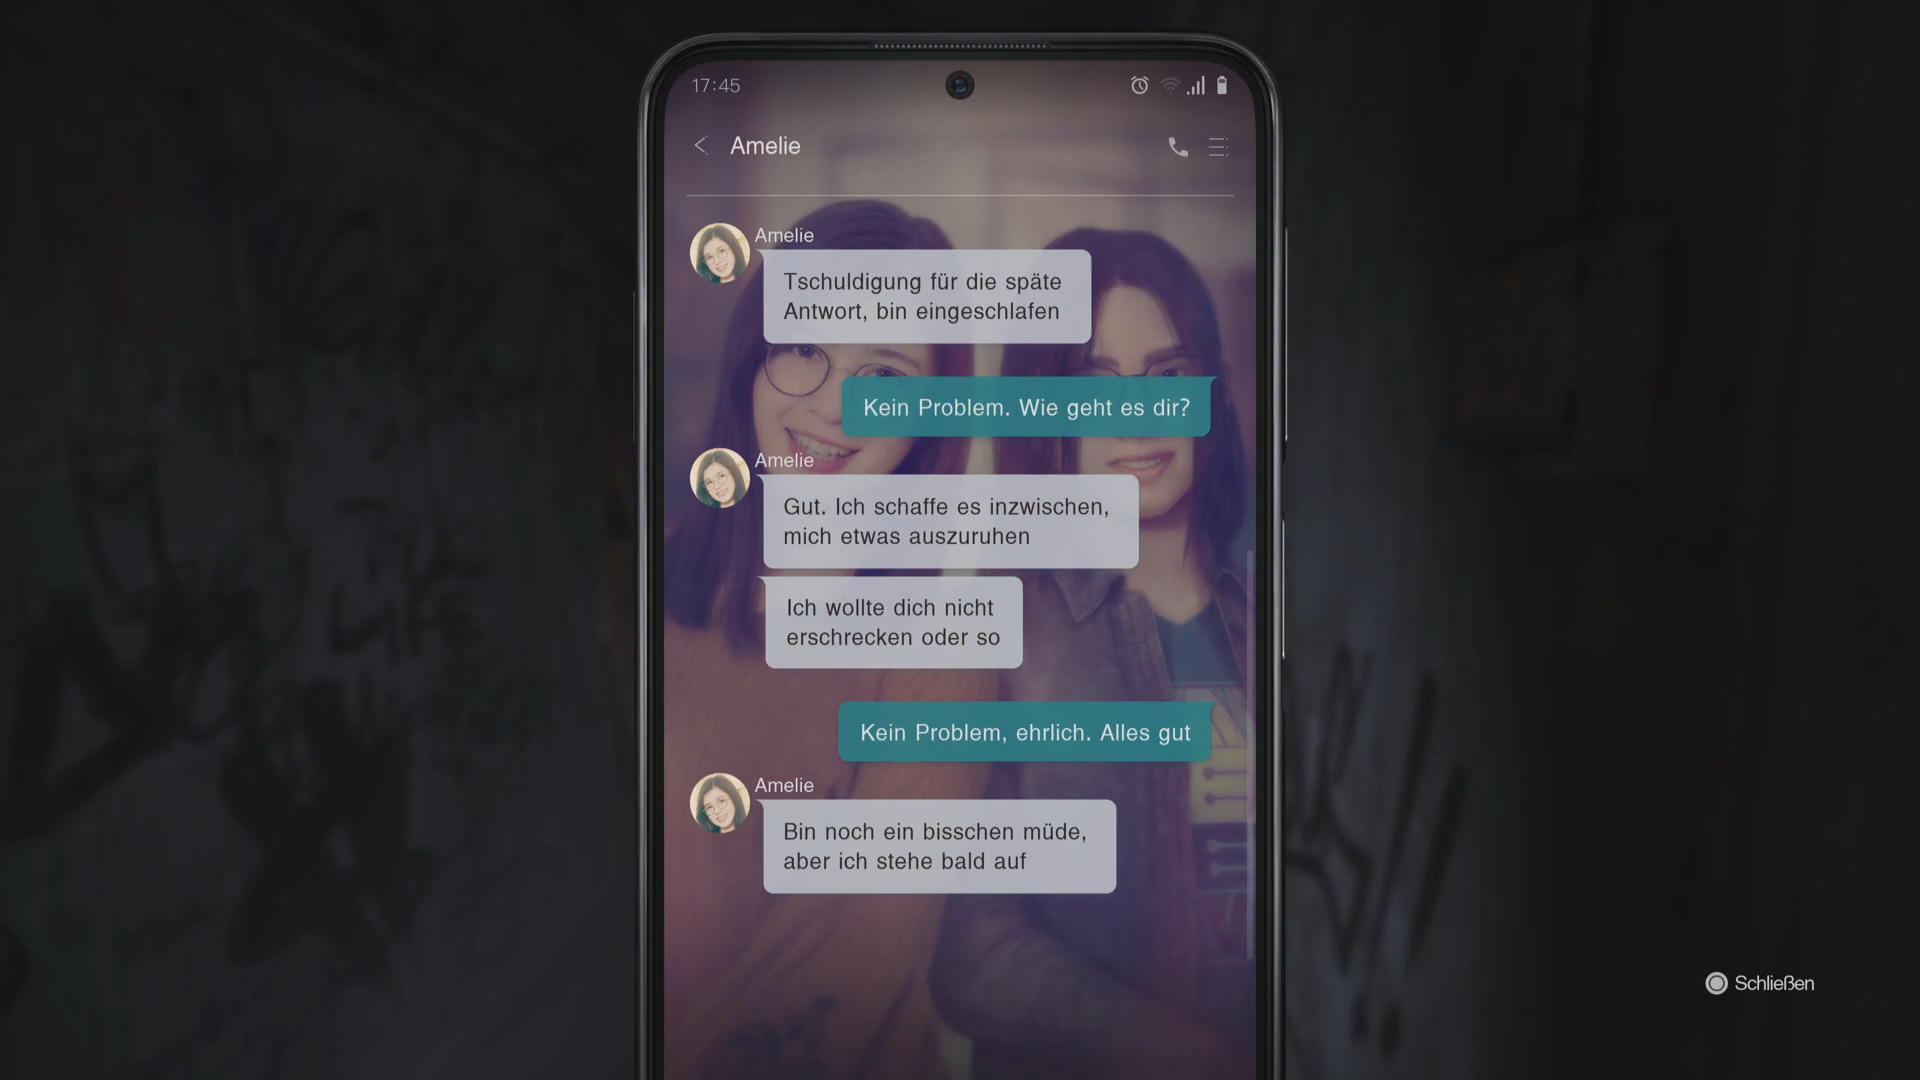 17:45
Amelie
Amelie
Tschuldigung für die späte
Antwort, bin eingeschlafen
Kein Problem. Wie geht es dir?
Amelie
Gut. Ich schaffe es inzwischen,
mich etwas auszuruhen
Ich wollte dich nicht
erschrecken oder so
Kein Problem, ehrlich. Alles gut
Amelie
Bin noch ein bisschen müde,
aber ich stehe bald auf
Schließen